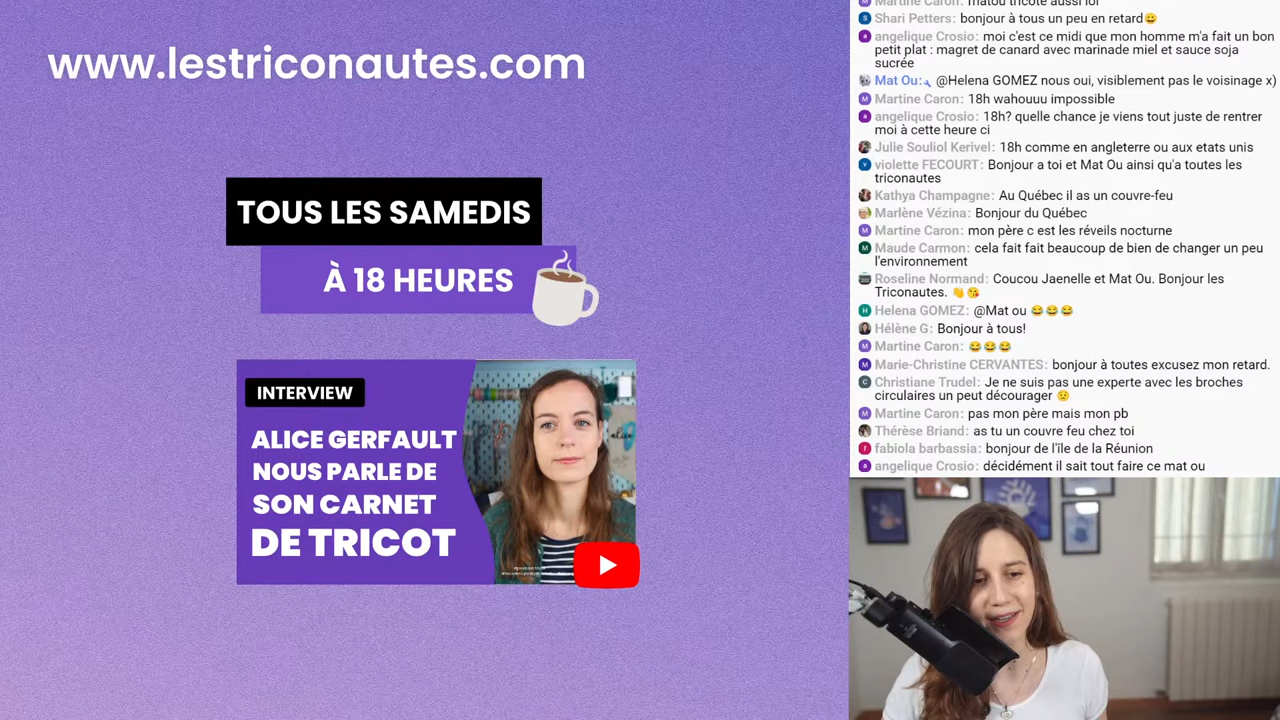 www.lestriconautes.com
TOUS LES SAMEDIS
À 18 HEURES
INTERVIEW
ALICE GERFAULT
NOUS PARLE DE
SON CARNET
DE TRICOT
Martine Caron: matou tricote aussi lol
Shari Petters: bonjour à tous un peu en retard😀
angelique Crosio: moi c'est ce midi que mon homme m'a fait un bon
petit plat : magret de canard avec marinade miel et sauce soja
sucrée
Mat Ou: @Helena GOMEZ nous oui, visiblement pas le voisinage x)
Martine Caron: 18h wahouuu impossible
angelique Crosio: 18h? quelle chance je viens tout juste de rentrer
moi à cette heure ci
Julie Souliol Kerivel: 18h comme en angleterre ou aux etats unis
violette FECOURT: Bonjour a toi et Mat Ou ainsi qu'a toutes les
triconautes
Kathya Champagne: Au Québec il as un couvre-feu
Marlène Vézina: Bonjour du Québec
Martine Caron: mon père c est les réveils nocturne
Maude Carmon: cela fait fait beaucoup de bien de changer un peu
l'environnement
Roseline Normand: Coucou Jaenelle et Mat Ou. Bonjour les
Triconautes. 👋😘
Helena GOMEZ: @Mat ou 😂😂😂
Hélène G: Bonjour à tous!
Martine Caron: 😂😂😂
Marie-Christine CERVANTES: bonjour à toutes excusez mon retard.
Christiane Trudel: Je ne suis pas une experte avec les broches
circulaires un peut décourager 😟
Martine Caron: pas mon père mais mon pb
Thérèse Briand: as tu un couvre feu chez toi
fabiola barbassia: bonjour de l'île de la Réunion
angelique Crosio: décidément il sait tout faire ce mat ou